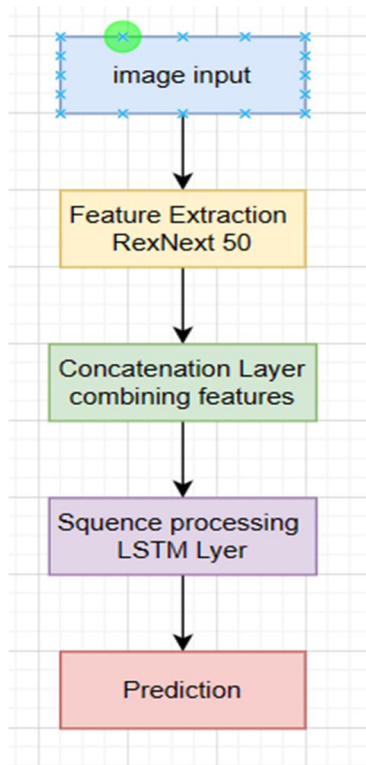 image input
Feature Extraction
RexNext 50
Concatenation Layer
combining features
Squence processing
LSTM Lyer
Prediction